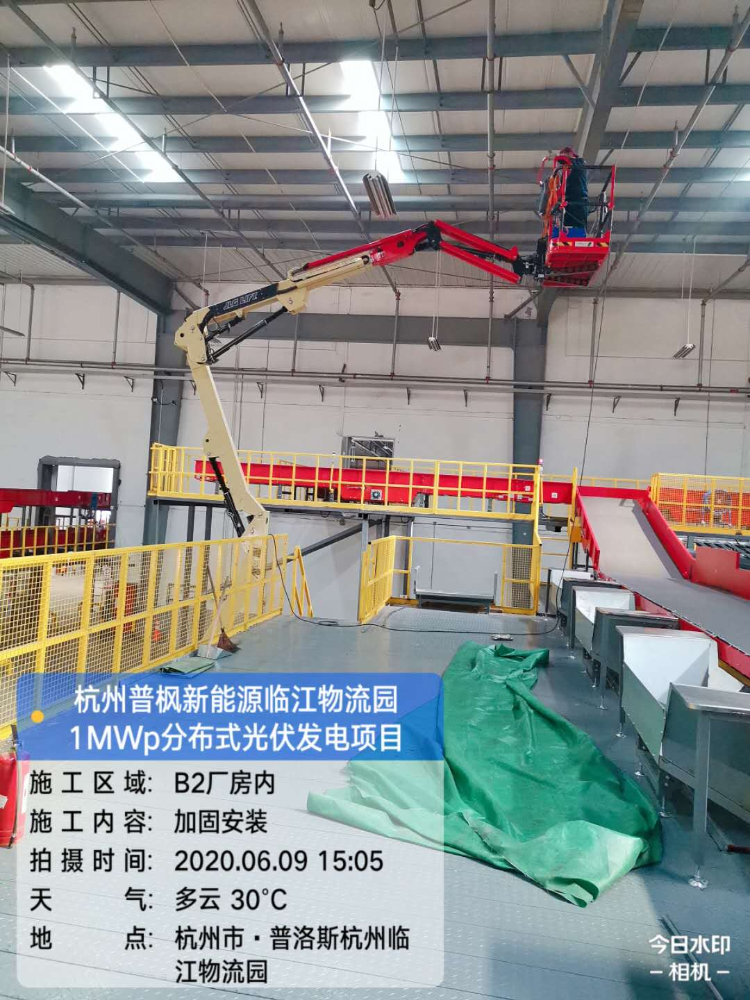 JLG LIFT
杭州普枫新能源临江物流园
1MWp分布式光伏发电项目
施工区域: B2厂房内
施工内容: 加固安装
拍摄时间: 2020.06.09 15:05
天气: 多云 30°C
地点: 杭州市·普洛斯杭州临
江物流园
今日水印
-相机-